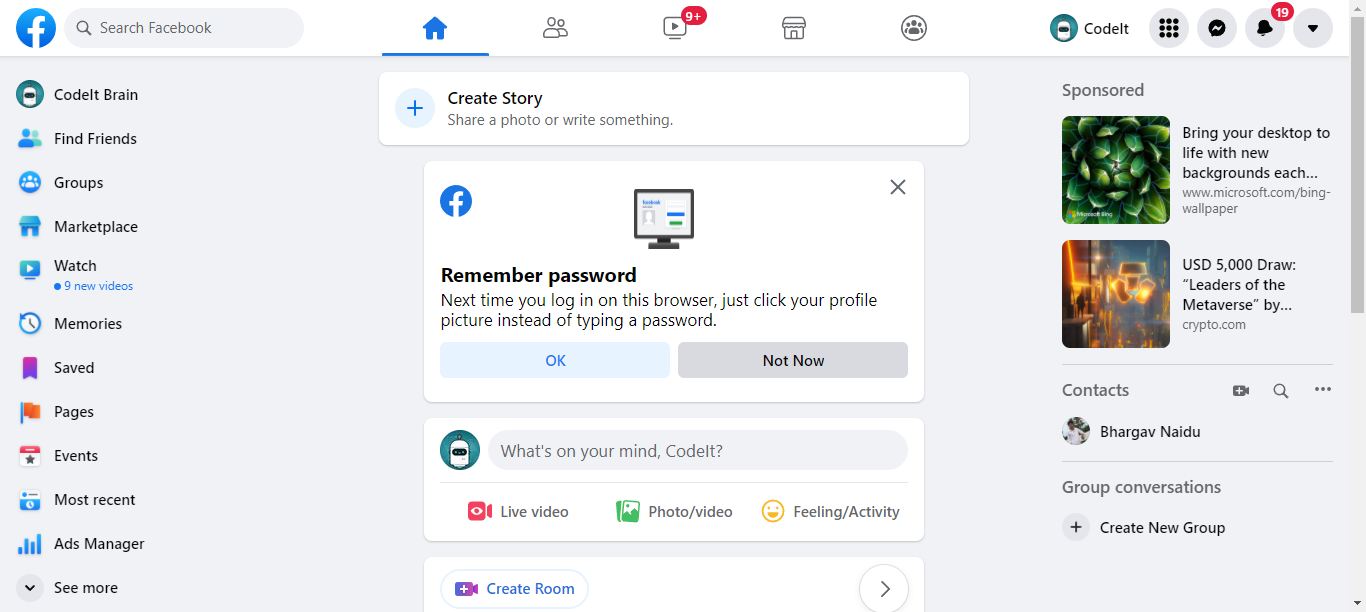 Search Facebook
9+
CodeIt
19
CodeIt Brain
Find Friends
Groups
Marketplace
Watch
9 new videos
Memories
Saved
Pages
Events
Most recent
Ads Manager
See more
Create Story
Share a photo or write something.
facebook
Remember password
Next time you log in on this browser, just click your profile
picture instead of typing a password.
OK
Not Now
What's on your mind, CodeIt?
Live video
Photo/video
Feeling/Activity
Create Room
Sponsored
Microsoft Bing
Bring your desktop to
life with new
backgrounds each...
www.microsoft.com/bing-
wallpaper
USD 5,000 Draw:
“Leaders of the
Metaverse” by...
crypto.com
Contacts
Bhargav Naidu
Group conversations
Create New Group